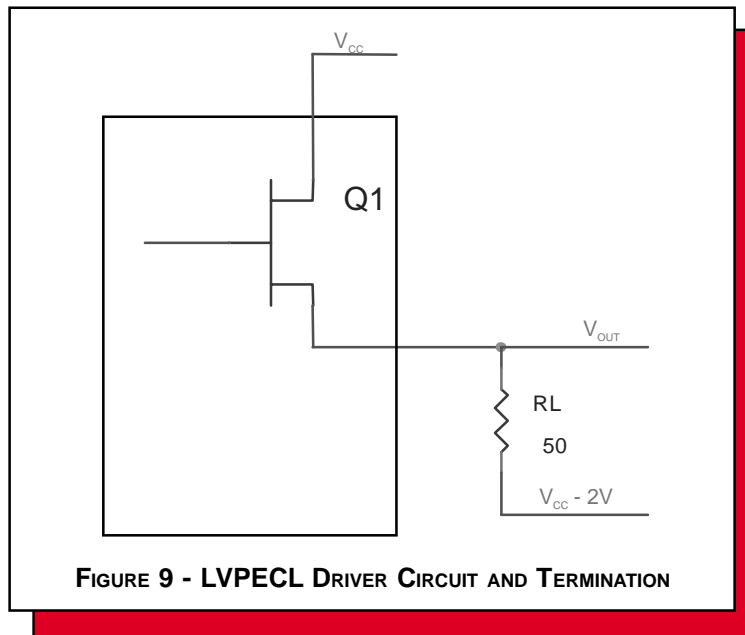 VCC
Q1
VOUT
RL
50
VCC - 2V
FIGURE 9 - LVPECL DRIVER CIRCUIT AND TERMINATION